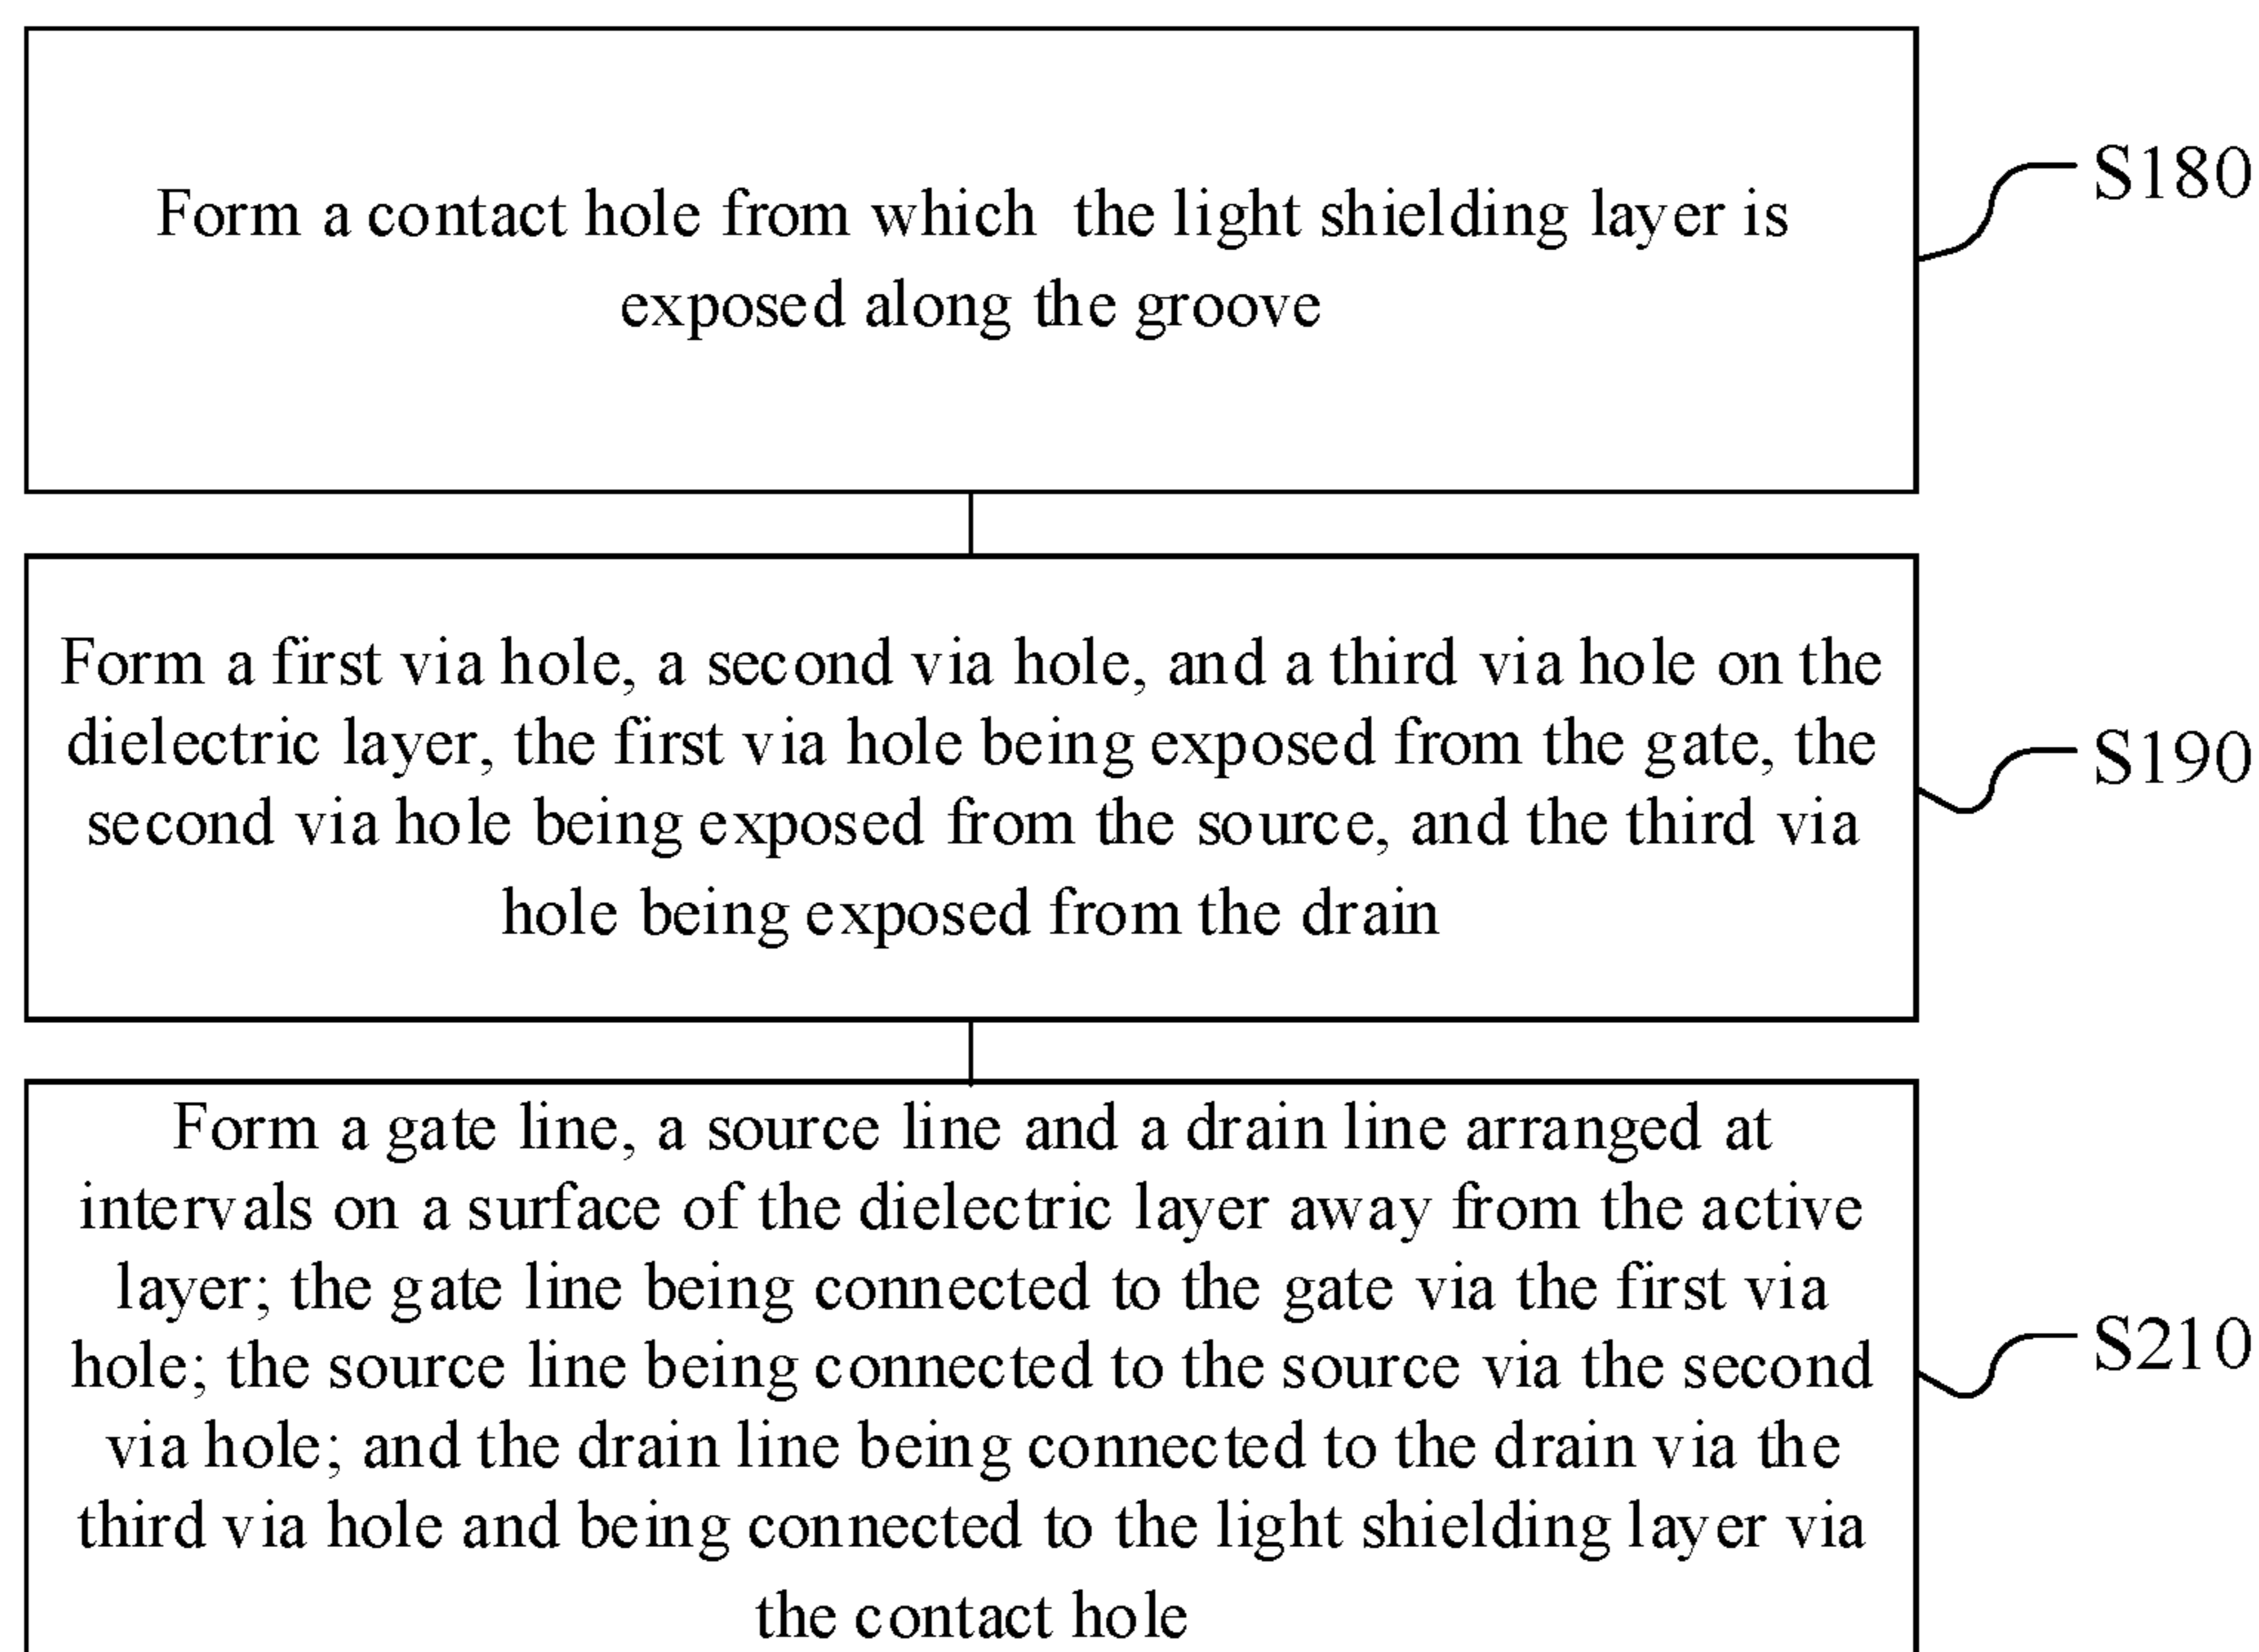 Form a contact hole from which the light shielding layer is
exposed along the groove
S180
Form a first via hole, a second via hole, and a third via hole on the
dielectric layer, the first via hole being exposed from the gate, the
second via hole being exposed from the source, and the third via
hole being exposed from the drain
S190
Form a gate line, a source line and a drain line arranged at
intervals on a surface of the dielectric layer away from the active
layer; the gate line being connected to the gate via the first via
hole; the source line being connected to the source via the second
via hole; and the drain line being connected to the drain via the
third via hole and being connected to the light shielding layer via
the contact hole
S210